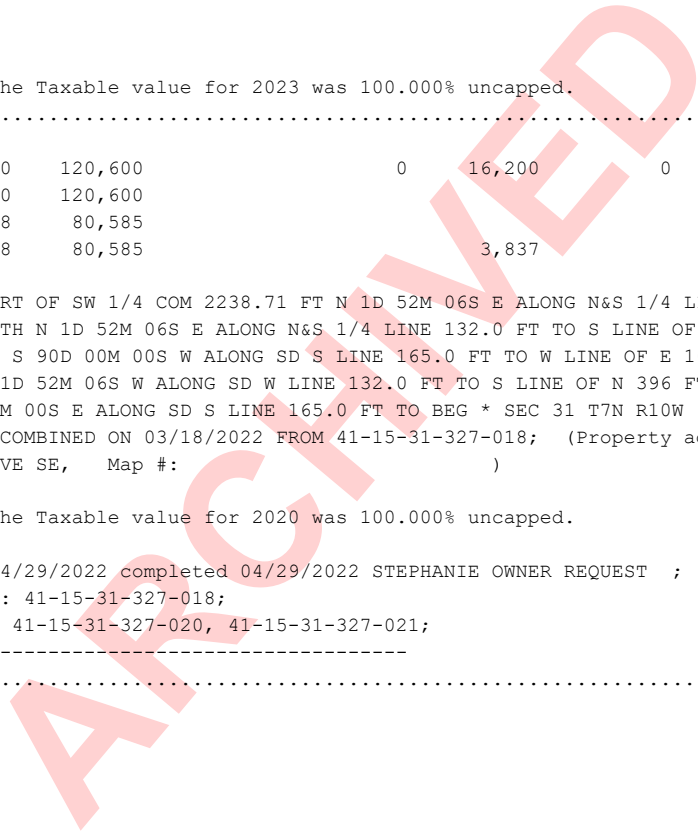 he Taxable value for 2023 was 100.000% uncapped.
..........................................................
0 120,600 0 16,200 0
0 120,600
8 80,585
8 80,585 3,837
RT OF SW 1/4 COM 2238.71 FT N 1D 52M 06S E ALONG N&S 1/4 L
TH N 1D 52M 06S E ALONG N&S 1/4 LINE 132.0 FT TO S LINE OF
S 90D 00M 00S W ALONG SD S LINE 165.0 FT TO W LINE OF E 1
1D 52M 06S W ALONG SD W LINE 132.0 FT TO S LINE OF N 396 F
M 00S E ALONG SD S LINE 165.0 FT TO BEG * SEC 31 T7N R10W
COMBINED ON 03/18/2022 FROM 41-15-31-327-018; (Property a
VE SE, Map #: )
he Taxable value for 2020 was 100.000% uncapped.
4/29/2022 completed 04/29/2022 STEPHANIE OWNER REQUEST ;
: 41-15-31-327-018;
41-15-31-327-020, 41-15-31-327-021;
----------------------------------
..........................................................
ARCHIVED